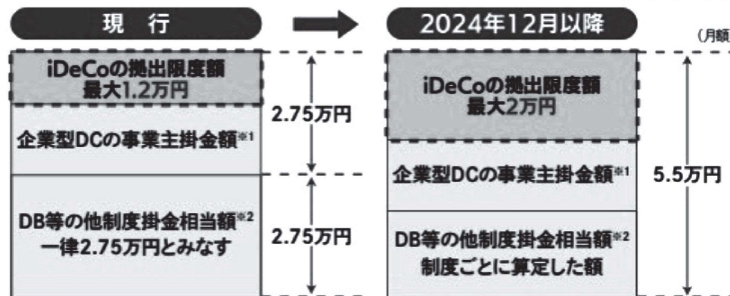 現 行
2024年12月以降
(月額)
iDeCoの拠出限度額
最大1.2万円
企業型DCの事業主掛金額※1
DB等の他制度掛金相当額※2
一律2.75万円とみなす
2.75万円
2.75万円
iDeCoの拠出限度額
最大2万円
企業型DCの事業主掛金額※1
DB等の他制度掛金相当額※2
制度ごとに算定した額
5.5万円